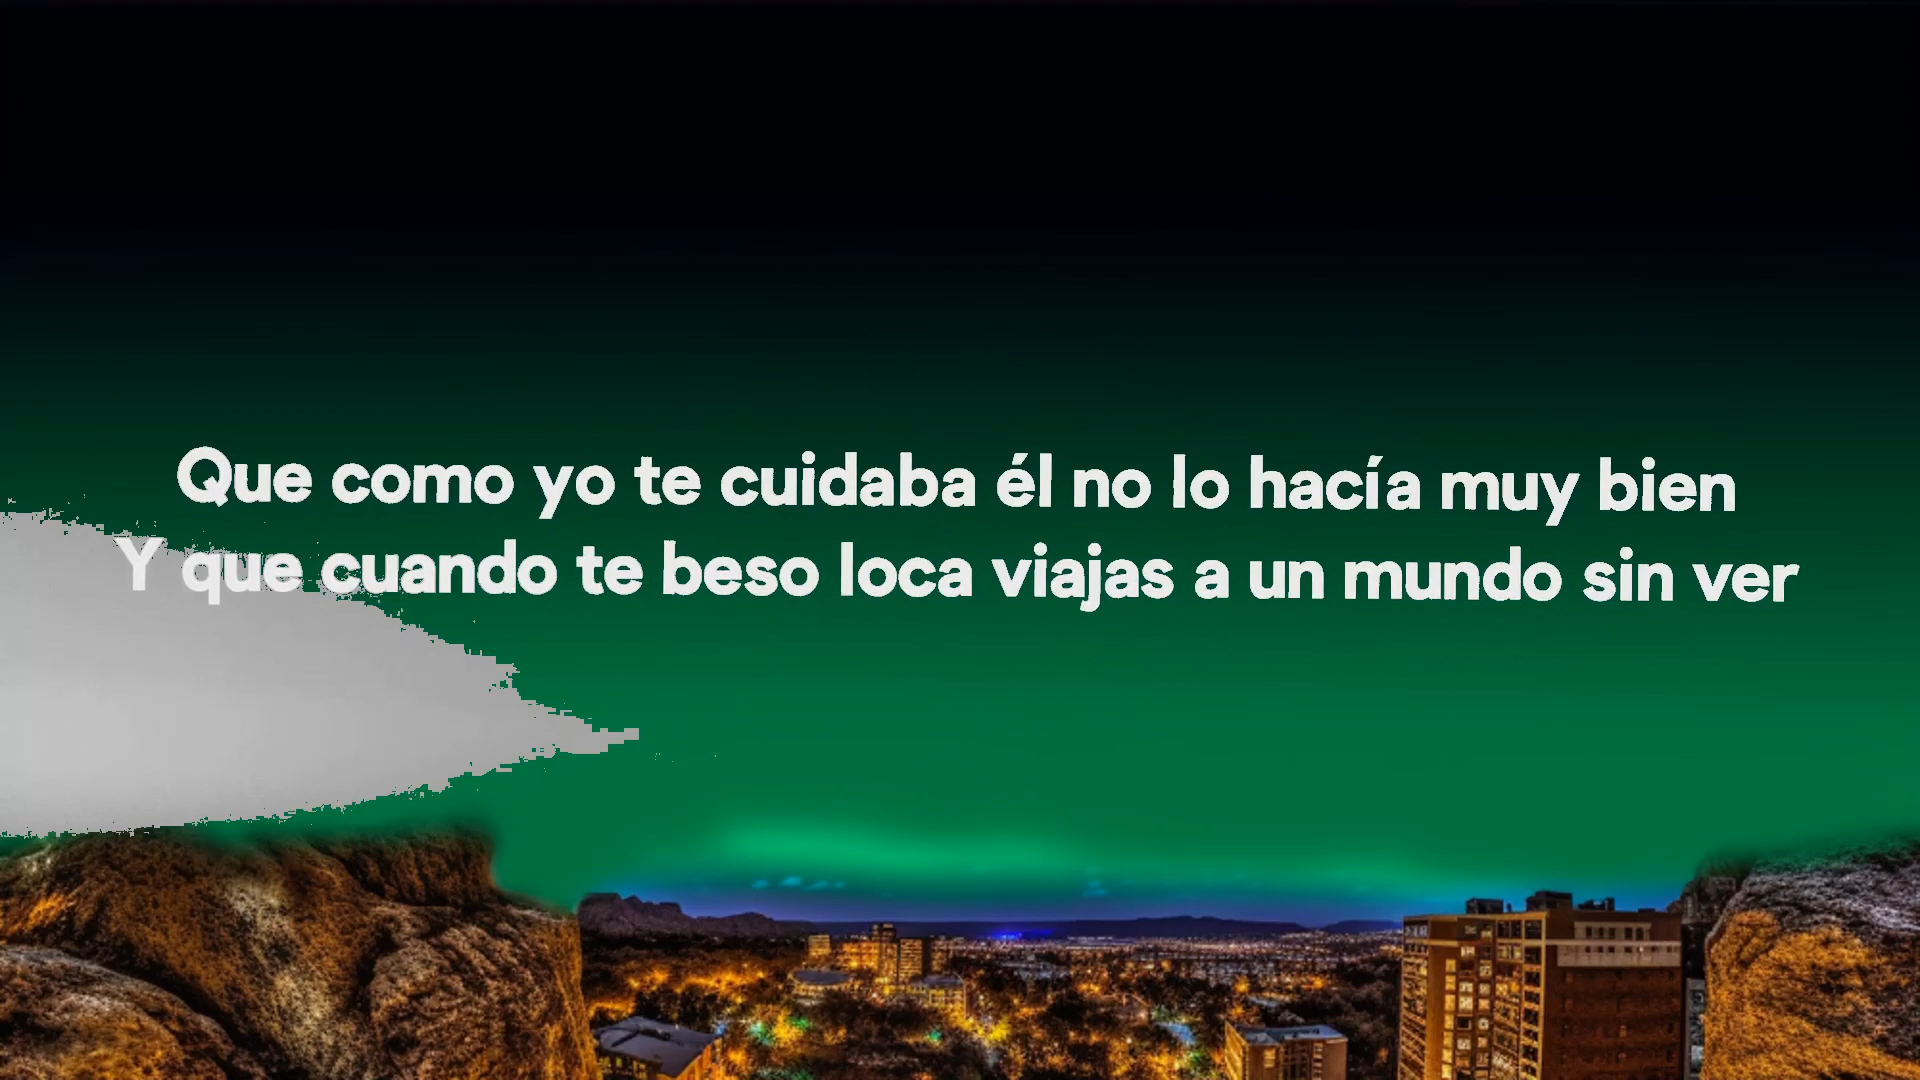 Que como yo te cuidaba él no lo hacía muy bien
Y que cuando te beso loca viajas a un mundo sin ver